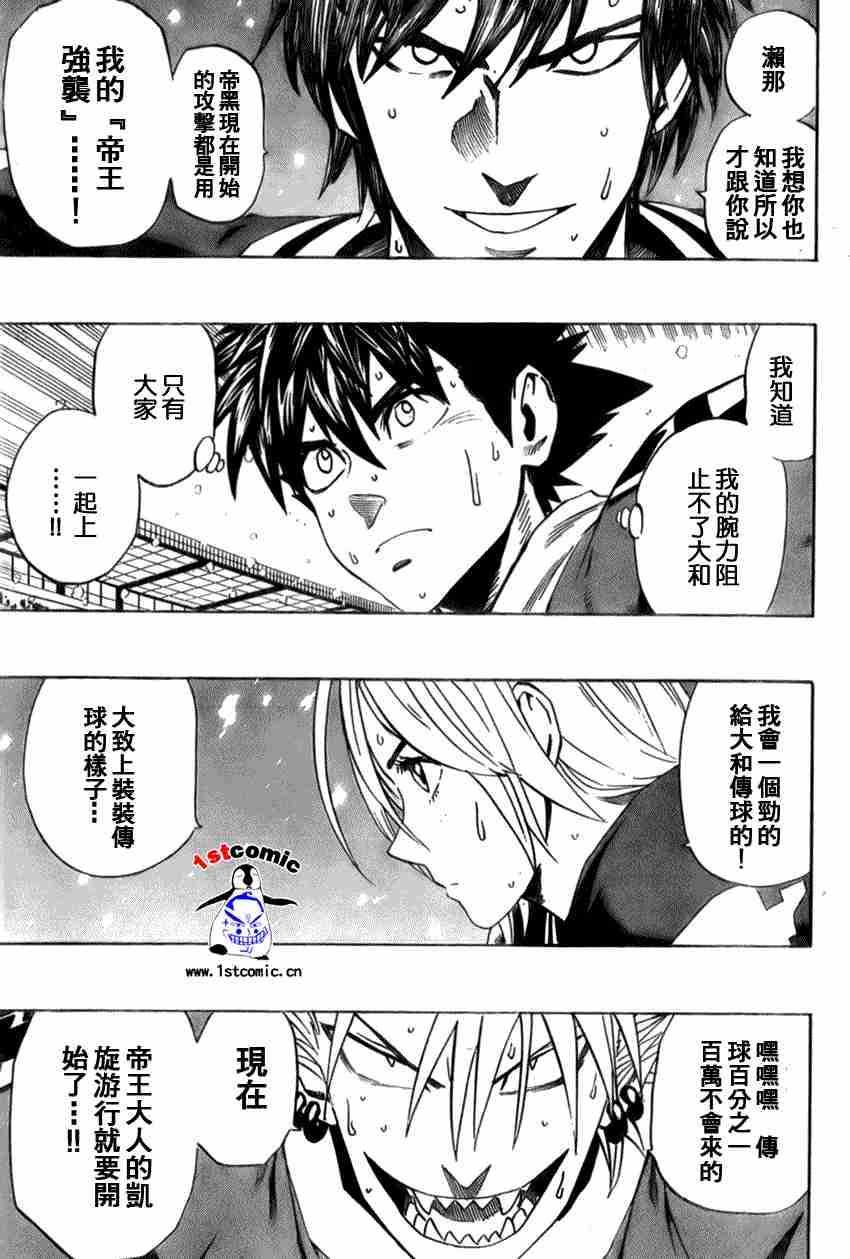 瀨那
我想你也
知道所以
才跟你說
帝黑現在開始
的攻擊都是用
我的『帝王
強襲』……！
我知道
我的腕力阻
止不了大和
只有
大家
一起上
……!!
我會一個勁的
給大和傳球的！
大致上裝裝傳
球的樣子…
1stcomic
www.1stcomic.cn
嘿嘿嘿 傳
球百分之一
百萬不會來的
現在
帝王大人的凱
旋游行就要開
始了…!!